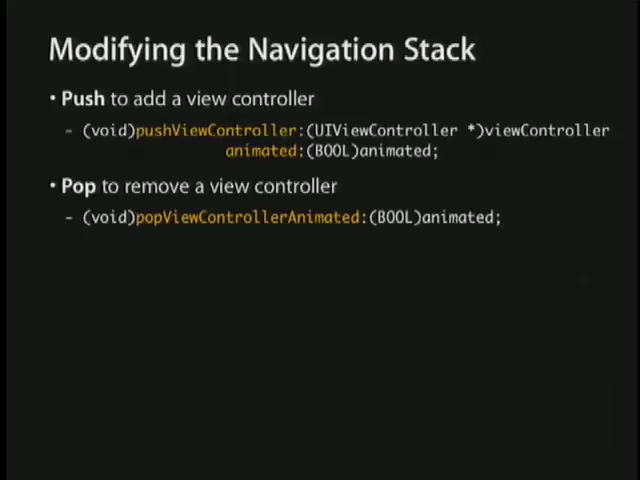 Modifying the Navigation Stack
• Push to add a view controller
- (void)pushViewController:(UIViewController *)viewController
animated:(BOOL)animated;
• Pop to remove a view controller
- (void)popViewControllerAnimated:(BOOL)animated;